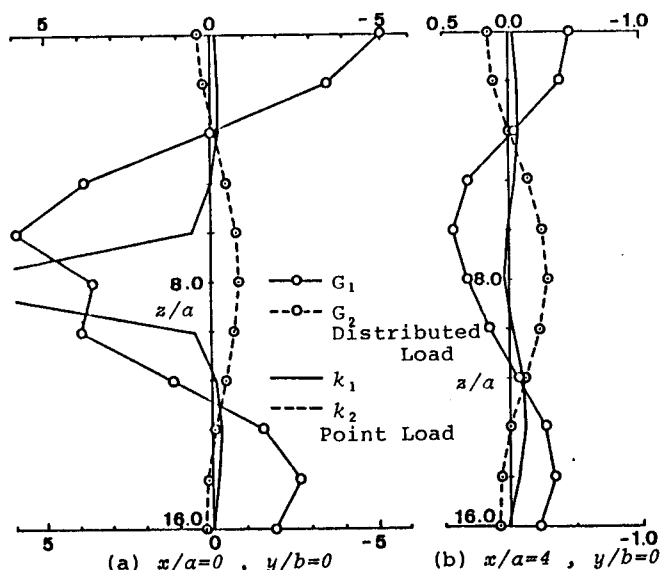 5 0 -5
0.5 0.0 -1.0
8.0
z/a
G₁
G₂
Distributed Load
k₁
k₂
Point Load
8.0
z/a
16.0
16.0
5 0 -5
-1.0
(a) x/a=0 , y/b=0
(b) x/a=4 , y/b=0